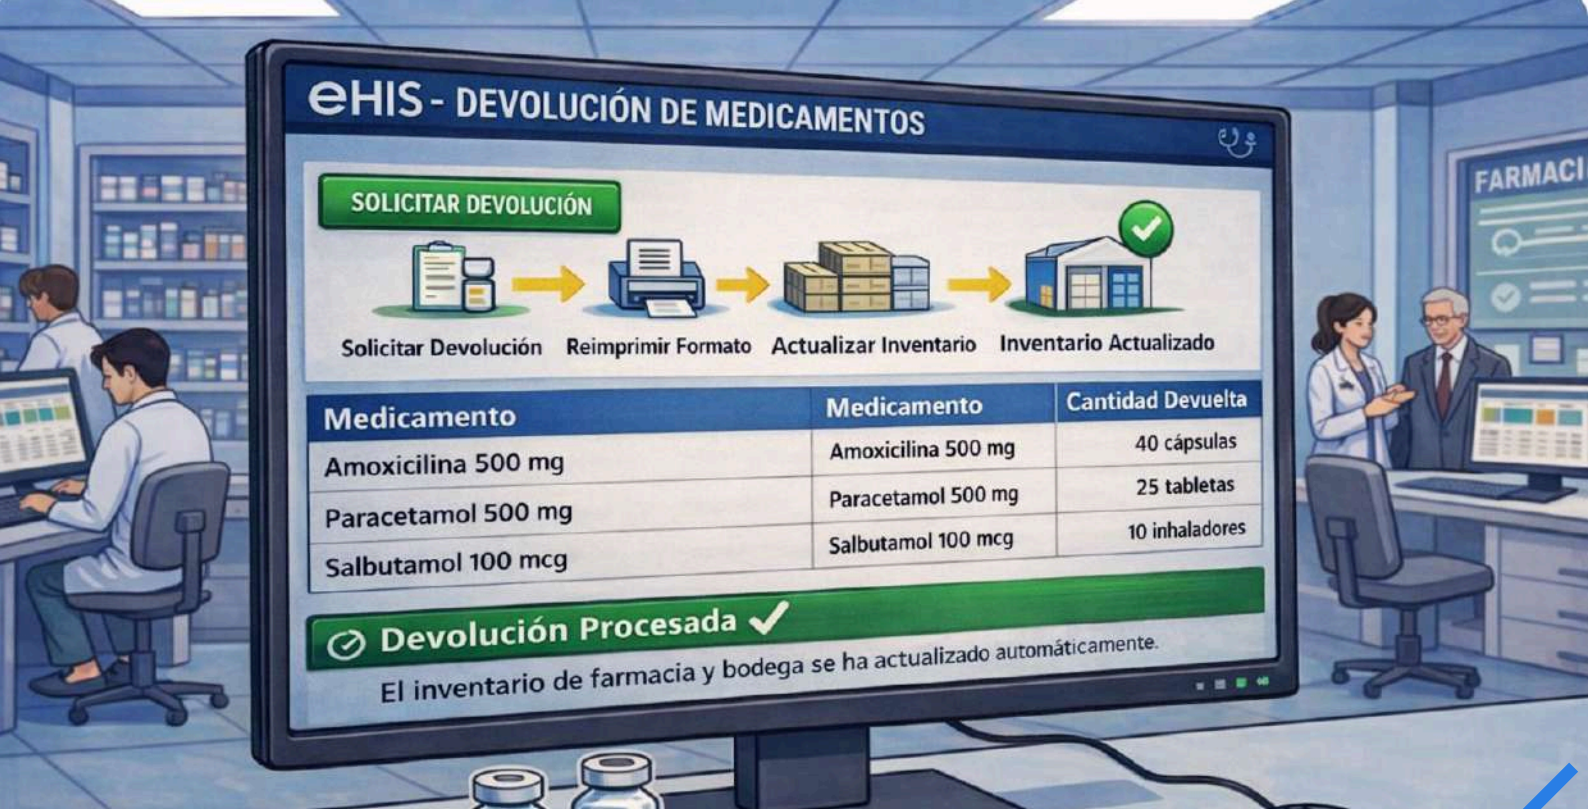 eHIS - DEVOLUCIÓN DE MEDICAMENTOS
SOLICITAR DEVOLUCIÓN
Solicitar Devolución
Reimprimir Formato
Actualizar Inventario
Inventario Actualizado
Medicamento Medicamento Cantidad Devuelta
Amoxicilina 500 mg Amoxicilina 500 mg 40 cápsulas
Paracetamol 500 mg Paracetamol 500 mg 25 tabletas
Salbutamol 100 mcg Salbutamol 100 mcg 10 inhaladores
Devolución Procesada
El inventario de farmacia y bodega se ha actualizado automáticamente.
FARMACI